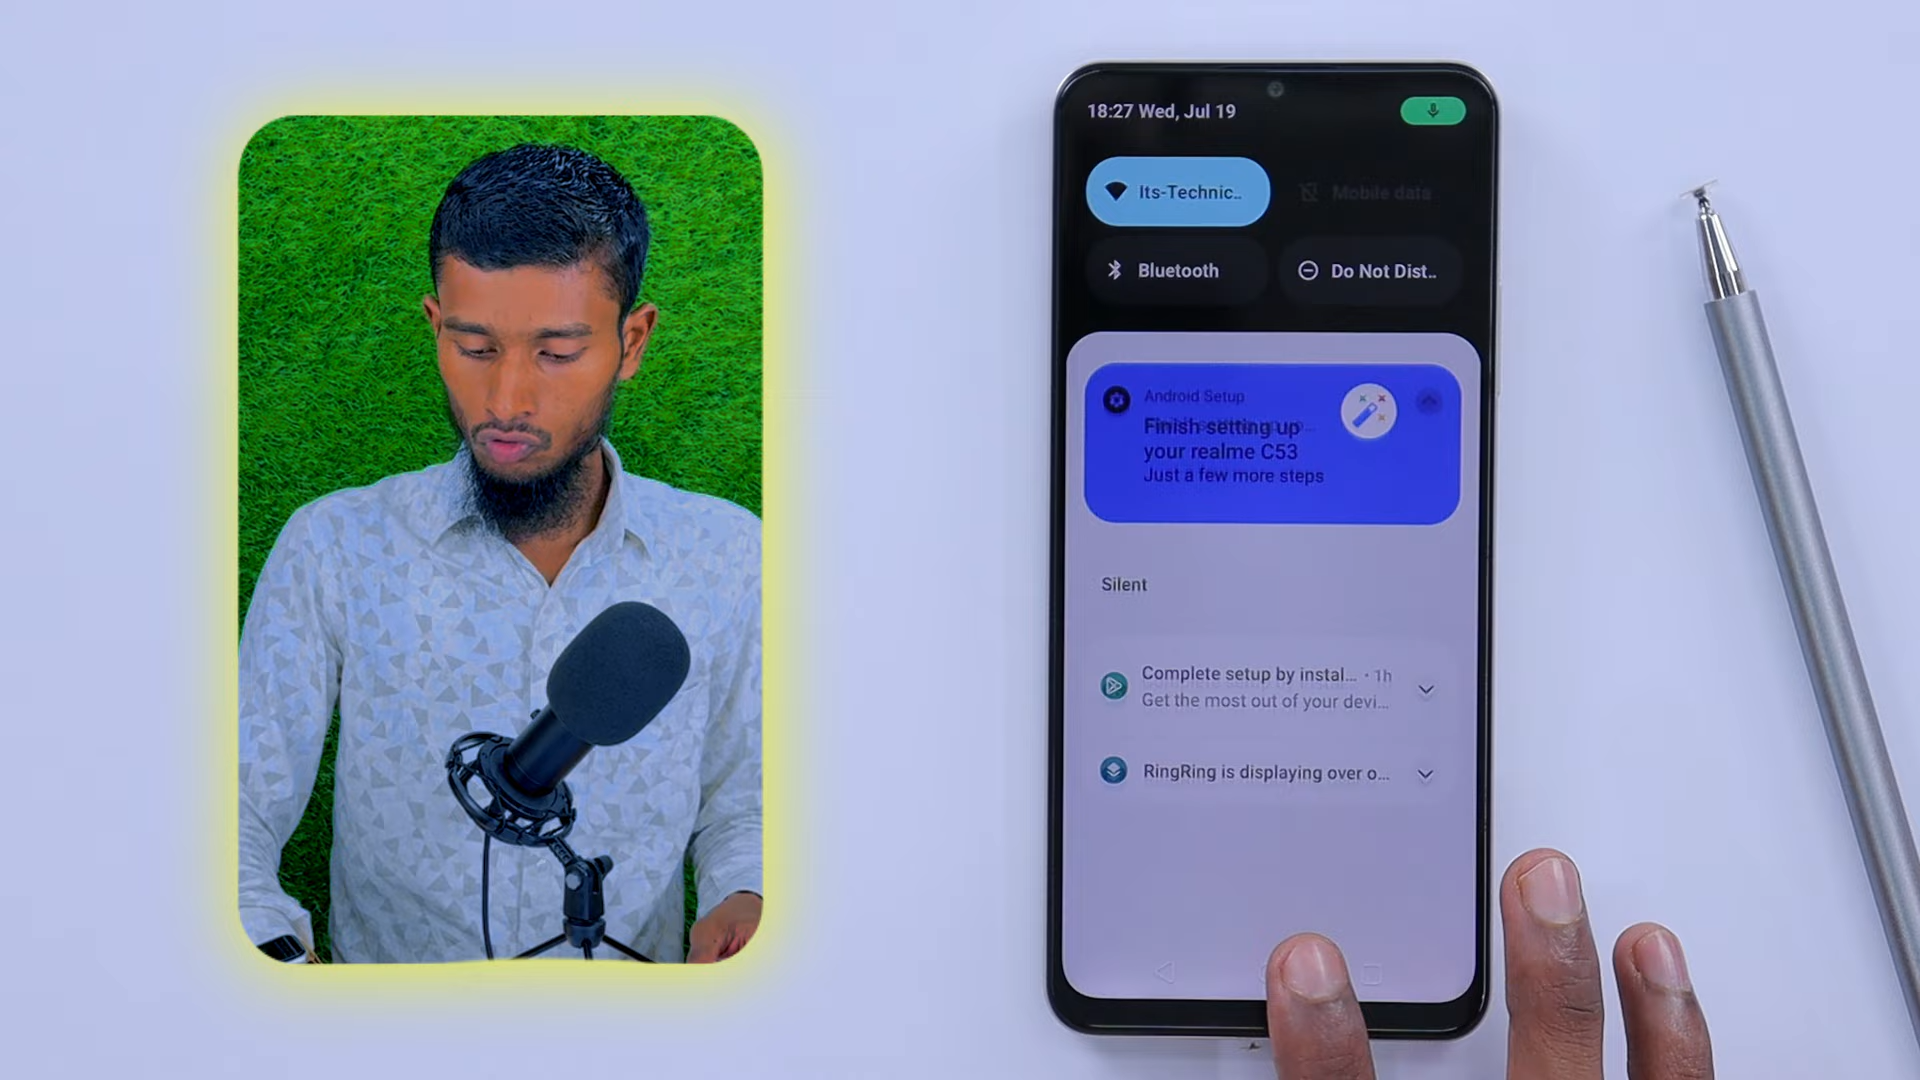 18:27 Wed, Jul 19
Its-Technic..
Mobile data
Bluetooth
Do Not Dist..
Android Setup
Finish setting up
your realme C53
Just a few more steps
Silent
Complete setup by instal... • 1h
Get the most out of your devi...
RingRing is displaying over o...